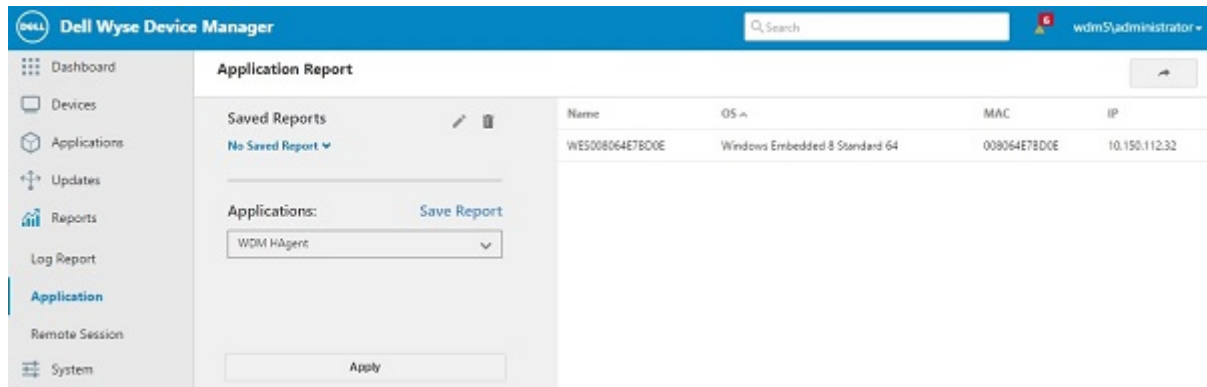 DELL Dell Wyse Device Manager Search 6 wdm5\administrator
Dashboard
Devices
Applications
Updates
Reports
Log Report
Application
Remote Session
System
Application Report
Saved Reports
No Saved Report
Applications: Save Report
WDM HAgent
Apply
Name OS MAC IP
WES008064E7BD0E Windows Embedded 8 Standard 64 008064E7BD0E 10.150.112.32